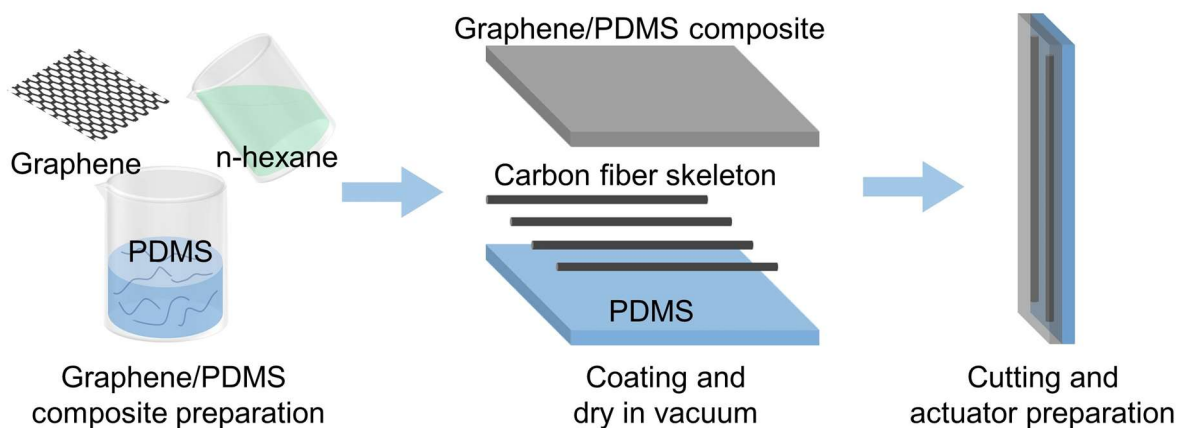 Graphene
n-hexane
PDMS
Graphene/PDMS
composite preparation
Graphene/PDMS composite
Carbon fiber skeleton
PDMS
Coating and
dry in vacuum
Cutting and
actuator preparation